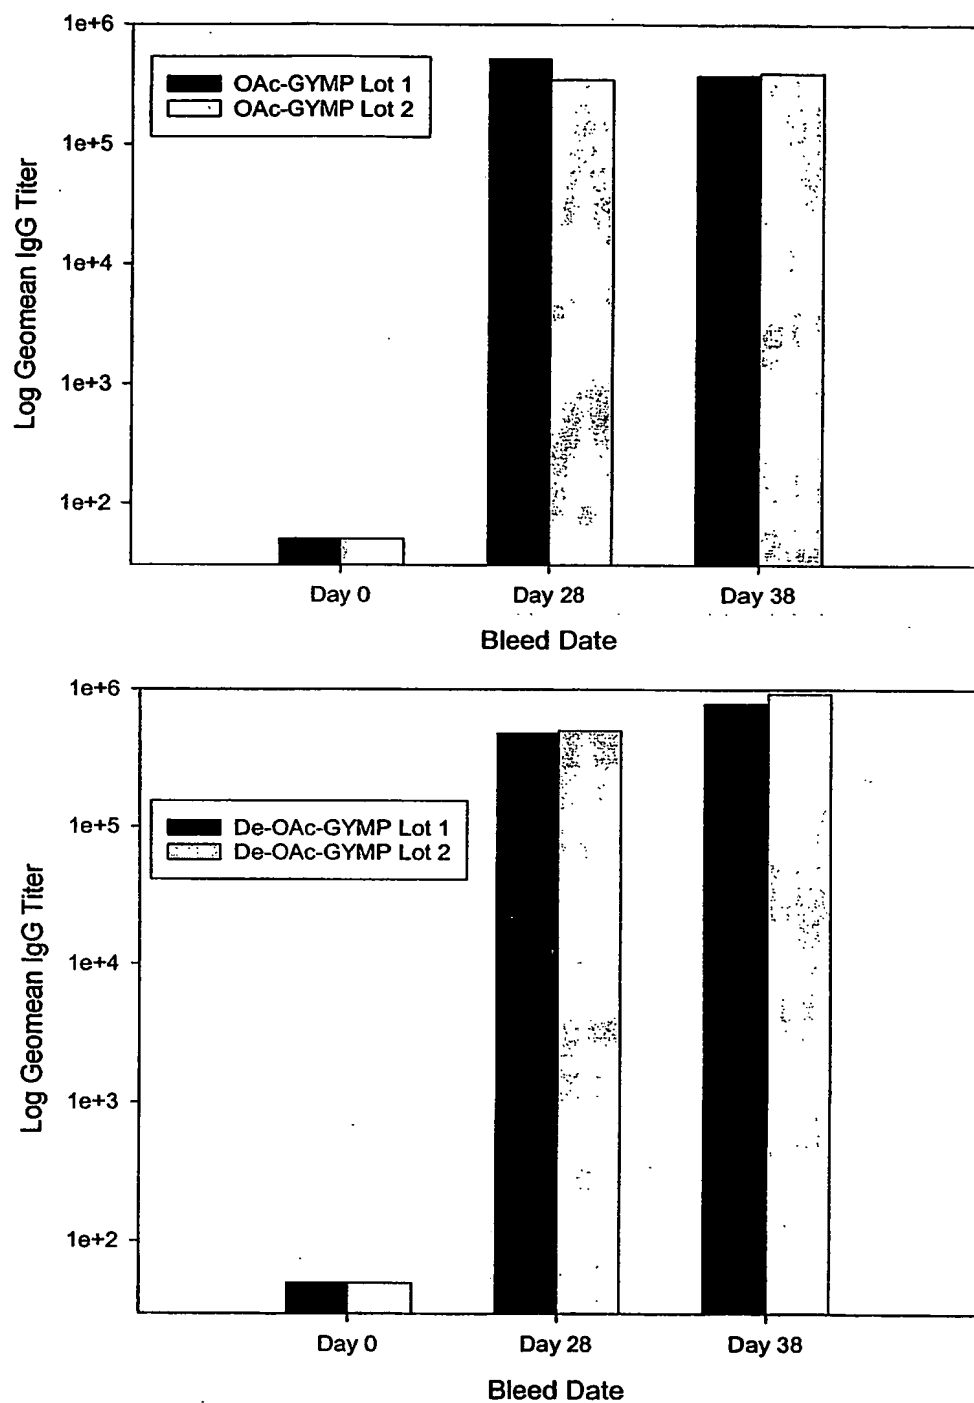 1e+6
OAc-GYMP Lot 1
OAc-GYMP Lot 2
1e+5
1e+4
1e+3
1e+2
Log Geomean IgG Titer
Day 0 Day 28 Day 38
Bleed Date
1e+6
De-OAc-GYMP Lot 1
De-OAc-GYMP Lot 2
1e+5
1e+4
1e+3
1e+2
Log Geomean IgG Titer
Day 0 Day 28 Day 38
Bleed Date